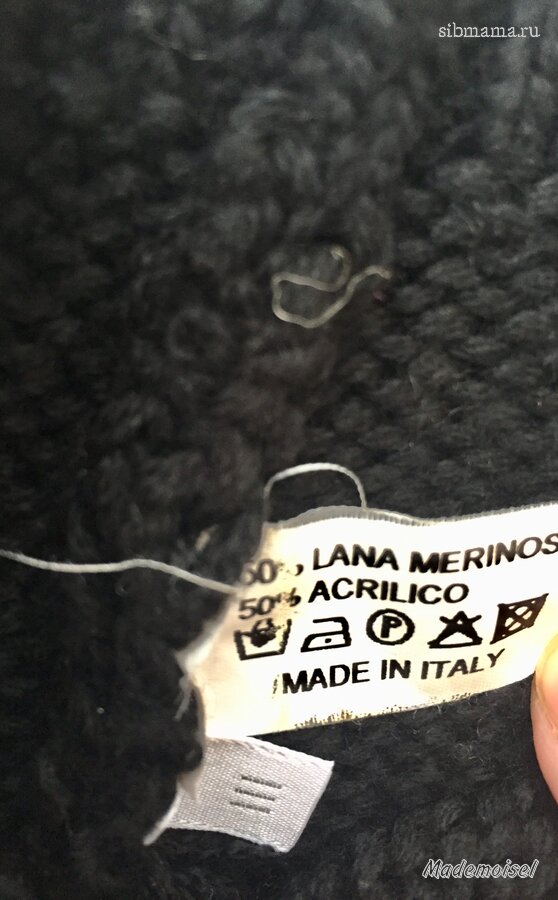 sibmama.ru
50% LANA MERINOS
50% ACRILICO
P
MADE IN ITALY
Mademoisel